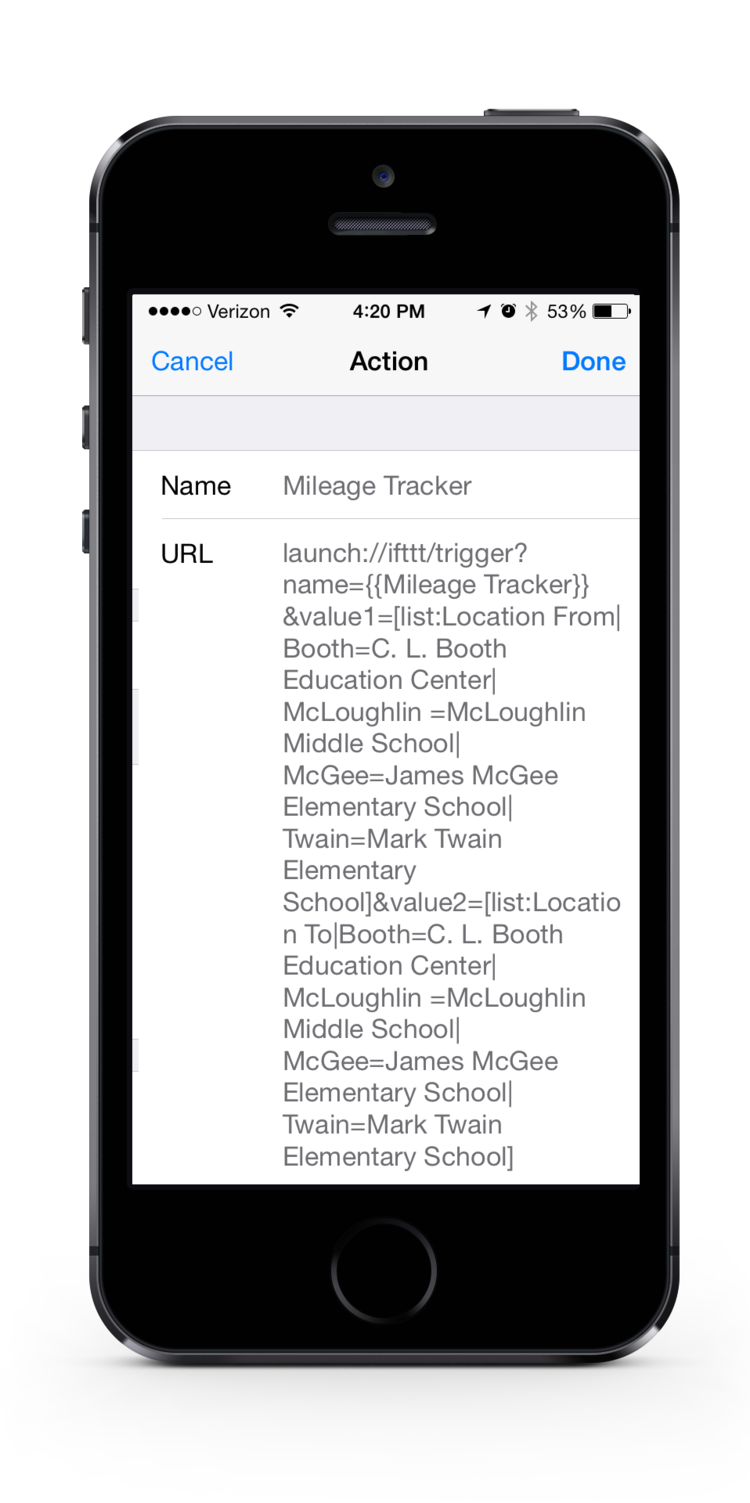 ●●●●○ Verizon 4:20 PM 53%
Cancel Action Done
Name Mileage Tracker
URL launch://ifttt/trigger?
name={{Mileage Tracker}}
&value1=[list:Location From|
Booth=C. L. Booth
Education Center|
McLoughlin =McLoughlin
Middle School|
McGee=James McGee
Elementary School|
Twain=Mark Twain
Elementary
School]&value2=[list:Locatio
n To|Booth=C. L. Booth
Education Center|
McLoughlin =McLoughlin
Middle School|
McGee=James McGee
Elementary School|
Twain=Mark Twain
Elementary School]